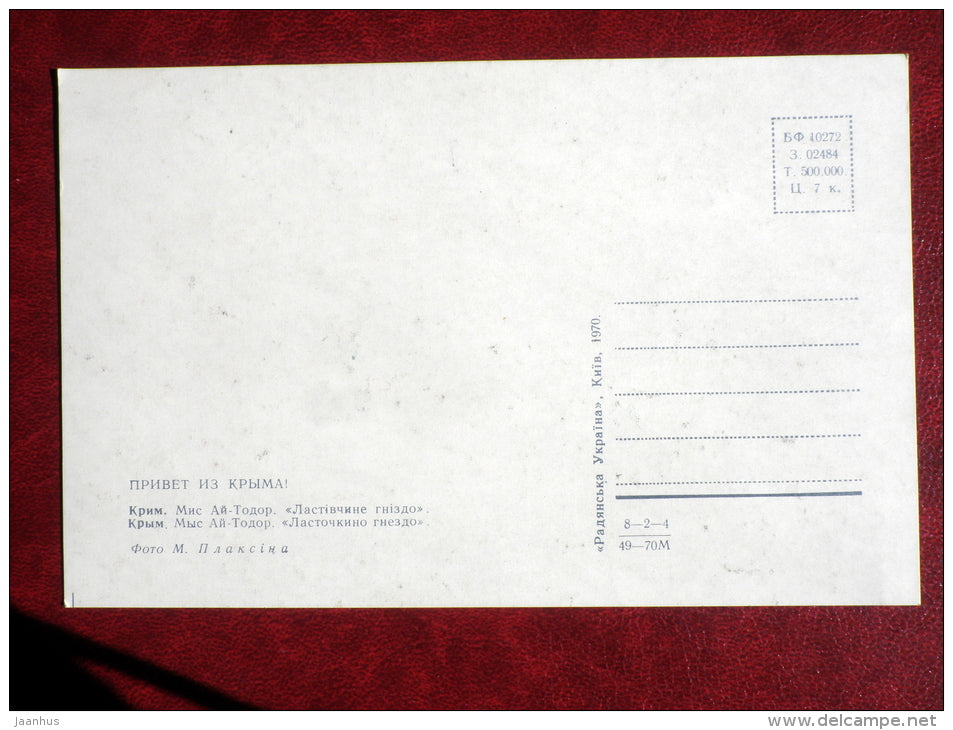 БФ 10272
З. 02484
Т. 500.000.
Ц. 7 к.
ПРИВЕТ ИЗ КРЫМА!
Крим. Мис Ай-Тодор. «Ластівчине гніздо».
Крым. Мыс Ай-Тодор. «Ласточкино гнездо».
Фото М. Плаксіна
«Радянська Україна», Київ, 1970.
8—2—4
49—70М
jaanhus
www.delcampe.net